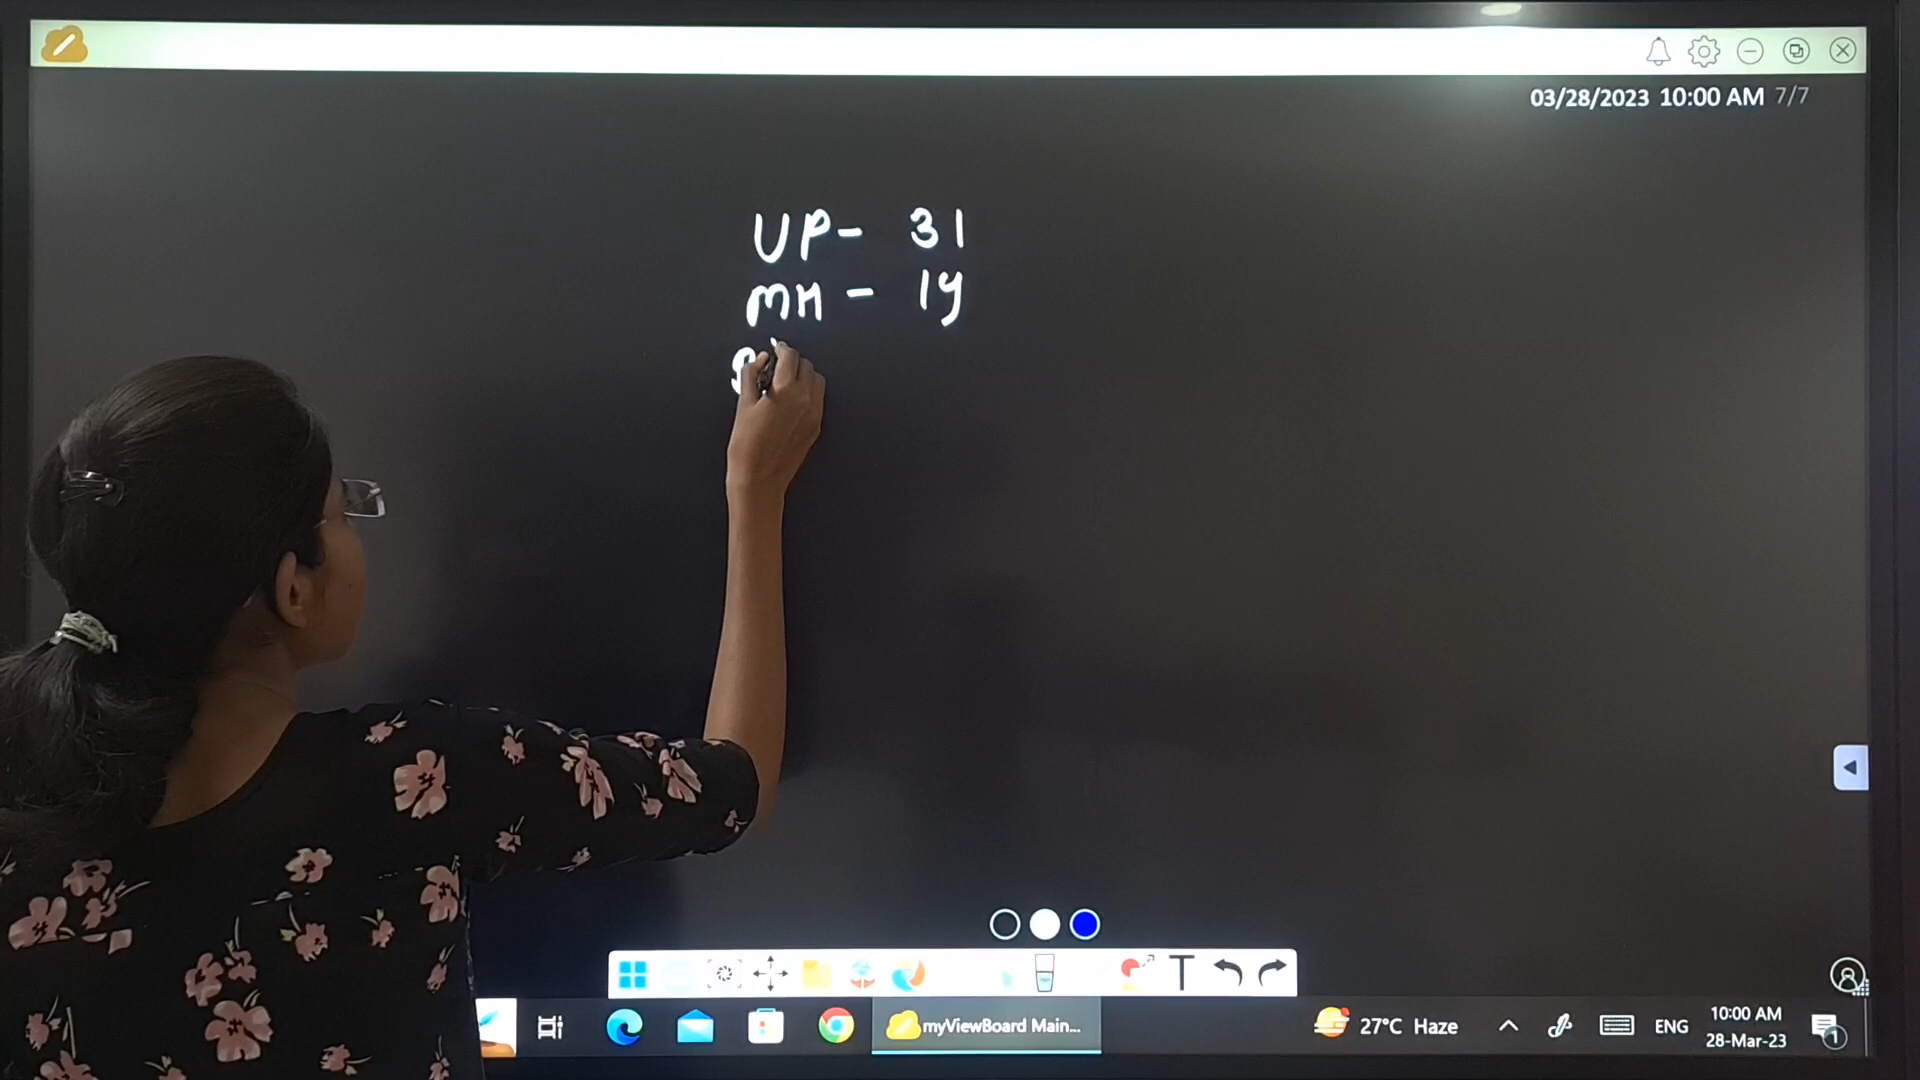 03/28/2023 10:00 AM 7/7
UP- 31
MH - 14
myViewBoard Main...
27°C Haze
ENG
10:00 AM
28-Mar-23
1
T